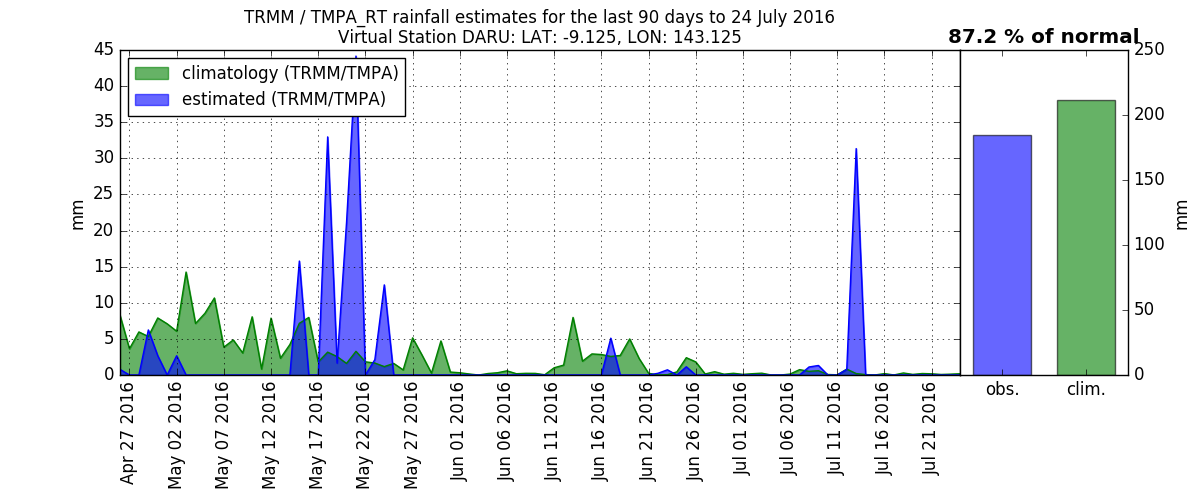 TRMM / TMPA_RT rainfall estimates for the last 90 days to 24 July 2016
Virtual Station DARU: LAT: -9.125, LON: 143.125
87.2 % of normal
climatology (TRMM/TMPA)
estimated (TRMM/TMPA)
45
40
35
30
25
20
15
10
5
0
mm
Apr 27 2016
May 02 2016
May 07 2016
May 12 2016
May 17 2016
May 22 2016
May 27 2016
Jun 01 2016
Jun 06 2016
Jun 11 2016
Jun 16 2016
Jun 21 2016
Jun 26 2016
Jul 01 2016
Jul 06 2016
Jul 11 2016
Jul 16 2016
Jul 21 2016
250
200
150
100
50
0
mm
obs.
clim.